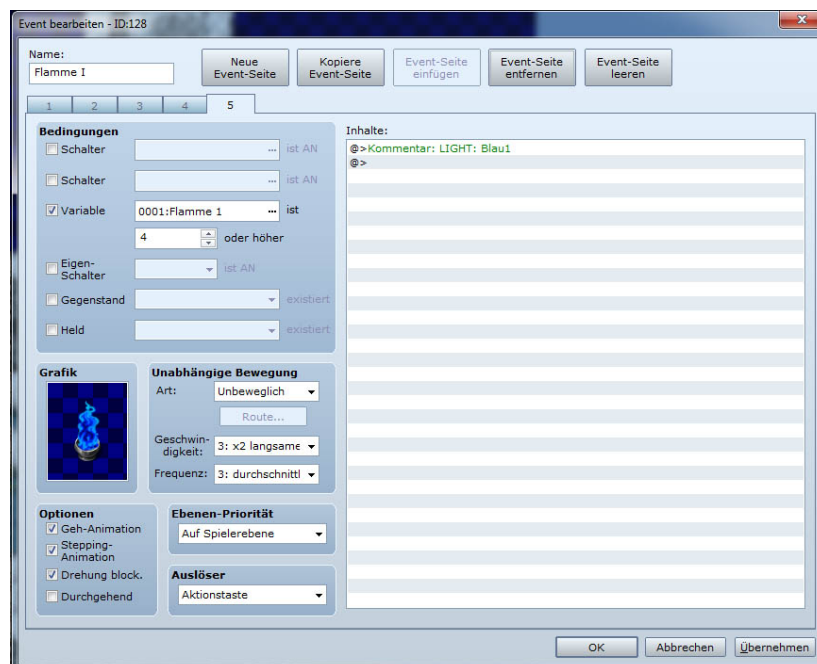 Event bearbeiten - ID:128
Name:
Flamme I
Neue
Event-Seite
Kopiere
Event-Seite
Event-Seite
einfügen
Event-Seite
entfernen
Event-Seite
leeren
1 2 3 4 5
Bedingungen
Schalter ... ist AN
Schalter ... ist AN
Variable 0001:Flamme 1 ... ist
4 oder höher
Eigen-
Schalter
ist AN
Gegenstand existiert
Held existiert
Grafik
Unabhängige Bewegung
Art: Unbeweglich
Route...
Geschwin-
digkeit:
3: x2 langsame
Frequenz: 3: durchschnittl
Optionen
Geh-Animation
Stepping-
Animation
Drehung block.
Durchgehend
Ebenen-Priorität
Auf Spielerebene
Auslöser
Aktionstaste
Inhalte:
@>Kommentar: LIGHT: Blau1
@>
OK Abbrechen Übernehmen